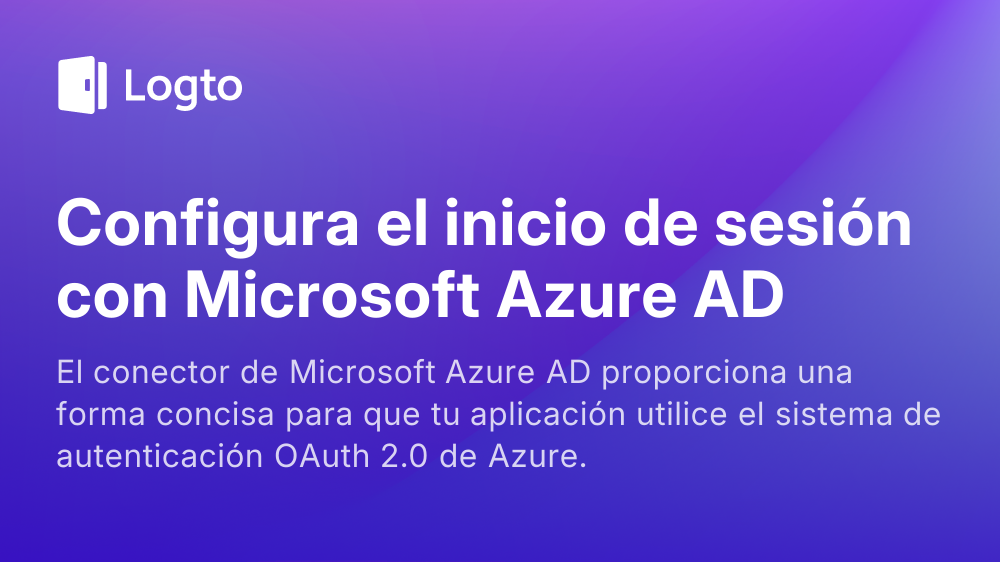 Logto
Configura el inicio de sesión
con Microsoft Azure AD
El conector de Microsoft Azure AD proporciona una
forma concisa para que tu aplicación utilice el sistema de
autenticación OAuth 2.0 de Azure.